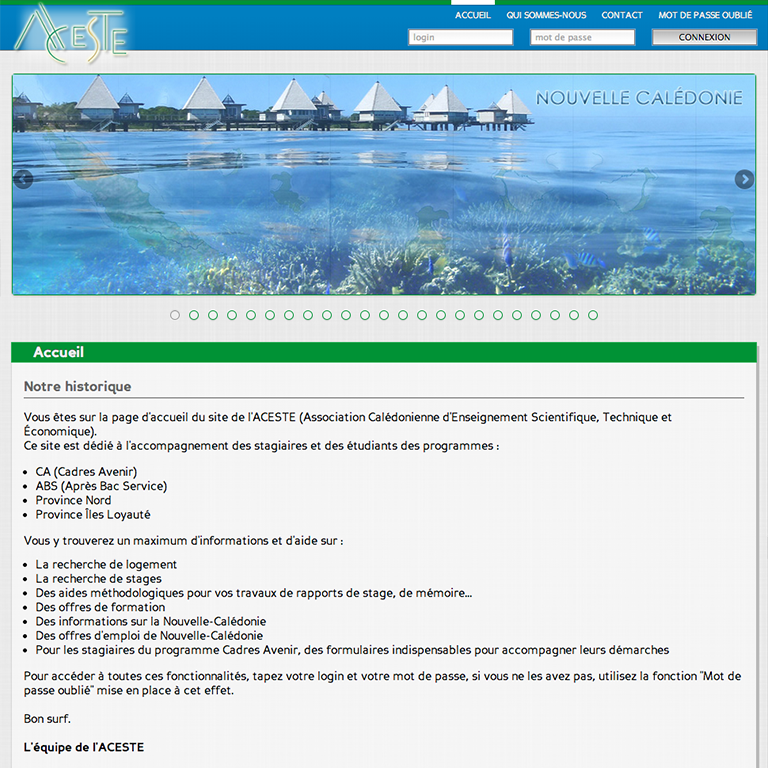 ACESTE
ACCUEIL QUI SOMMES-NOUS CONTACT MOT DE PASSE OUBLIÉ
login mot de passe CONNEXION
NOUVELLE CALÉDONIE
Accueil
Notre historique
Vous êtes sur la page d'accueil du site de l'ACESTE (Association Calédonienne d'Enseignement Scientifique, Technique et
Économique).
Ce site est dédié à l'accompagnement des stagiaires et des étudiants des programmes :
• CA (Cadres Avenir)
• ABS (Après Bac Service)
• Province Nord
• Province Îles Loyauté
Vous y trouverez un maximum d'informations et d'aide sur :
• La recherche de logement
• La recherche de stages
• Des aides méthodologiques pour vos travaux de rapports de stage, de mémoire...
• Des offres de formation
• Des informations sur la Nouvelle-Calédonie
• Des offres d'emploi de Nouvelle-Calédonie
• Pour les stagiaires du programme Cadres Avenir, des formulaires indispensables pour accompagner leurs démarches
Pour accéder à toutes ces fonctionnalités, tapez votre login et votre mot de passe, si vous ne les avez pas, utilisez la fonction "Mot de
passe oublié" mise en place à cet effet.
Bon surf.
L'équipe de l'ACESTE